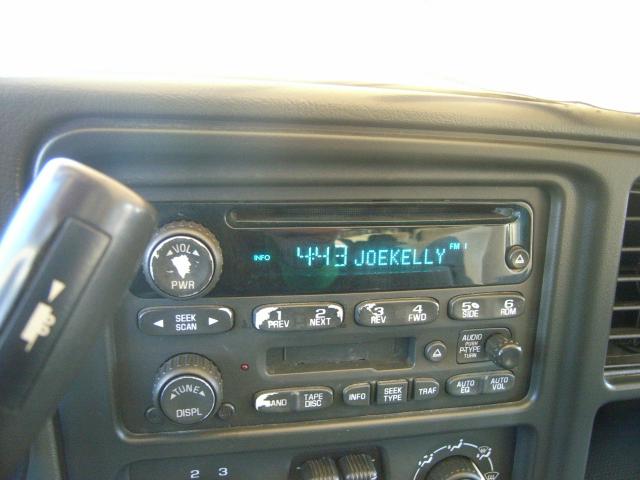 VOL
PWR
INFO 4:43 JOEKELLY FM 1
SEEK
SCAN
1 PREV 2 NEXT 3 REV 4 FWD 5 SIDE 6 RDM
AUDIO
PUSH
P-TYPE
TURN
TUNE
DISPL
BAND TAPE DISC INFO SEEK TYPE TRAF AUTO EQ AUTO VOL
2 3